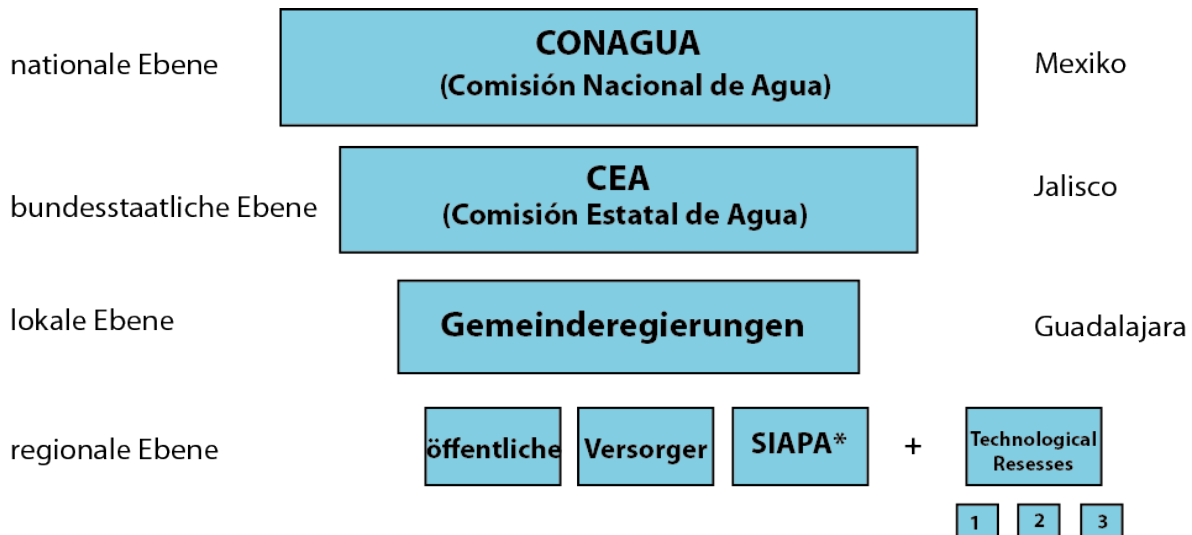 nationale Ebene
CONAGUA
(Comisión Nacional de Agua)
Mexiko
bundesstaatliche Ebene
CEA
(Comisión Estatal de Agua)
Jalisco
lokale Ebene
Gemeinderegierungen
Guadalajara
regionale Ebene
öffentliche
Versorger
SIAPA*
+
Technological
Resesses
1
2
3